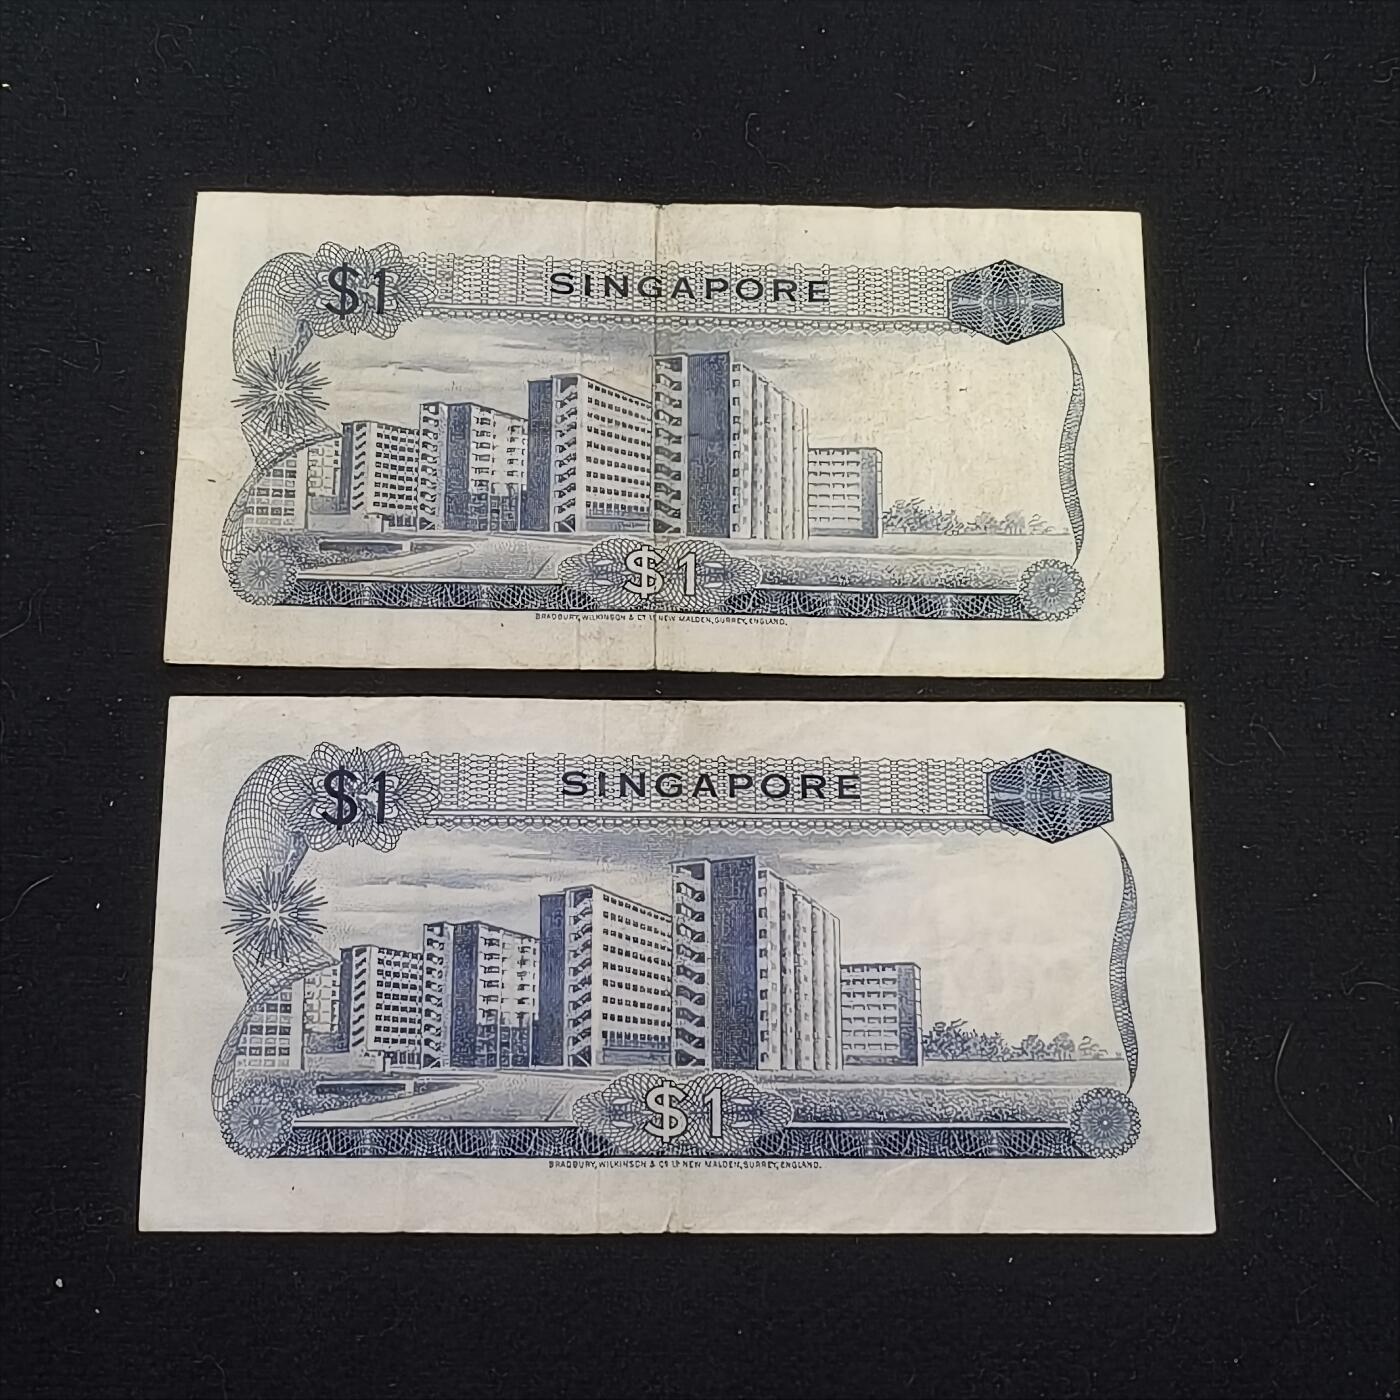 $1
SINGAPORE
$1
BRADBURY, WILKINSON & Cº Lᴰ NEW MALDEN, SURREY, ENGLAND.
$1
SINGAPORE
$1
BRADBURY, WILKINSON & Cº Lᴰ NEW MALDEN, SURREY, ENGLAND.